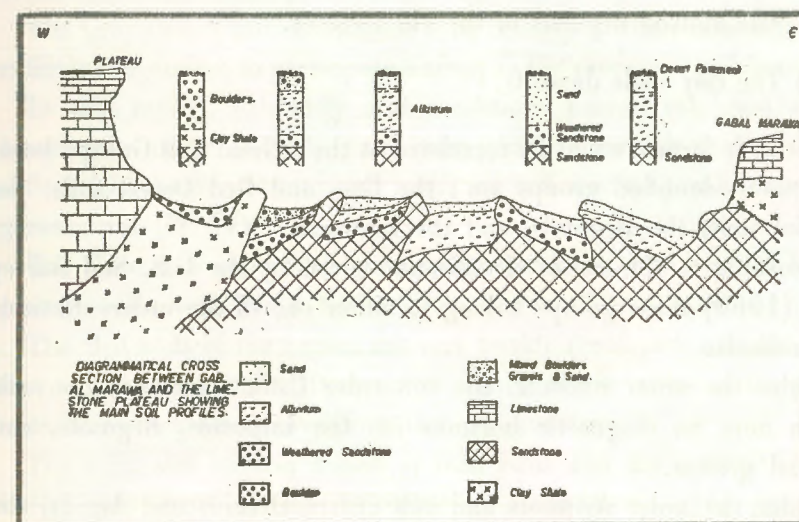 W
E
PLATEAU
Boulders
Clay Shale
Alluvium
Sand
Weathered
Sandstone
Sandstone
Desert Pavement
Sandstone
GABAL MARAWA
DIAGRAMMATICAL CROSS
SECTION BETWEEN GAB-
AL MARAWA AND THE LIME
STONE PLATEAU SHOWING
THE MAIN SOIL PROFILES.
Sand
Alluvium
Weathered Sandstone
Boulder
Mixed Boulders
Gravels & Sand
Limestone
Sandstone
Clay Shale